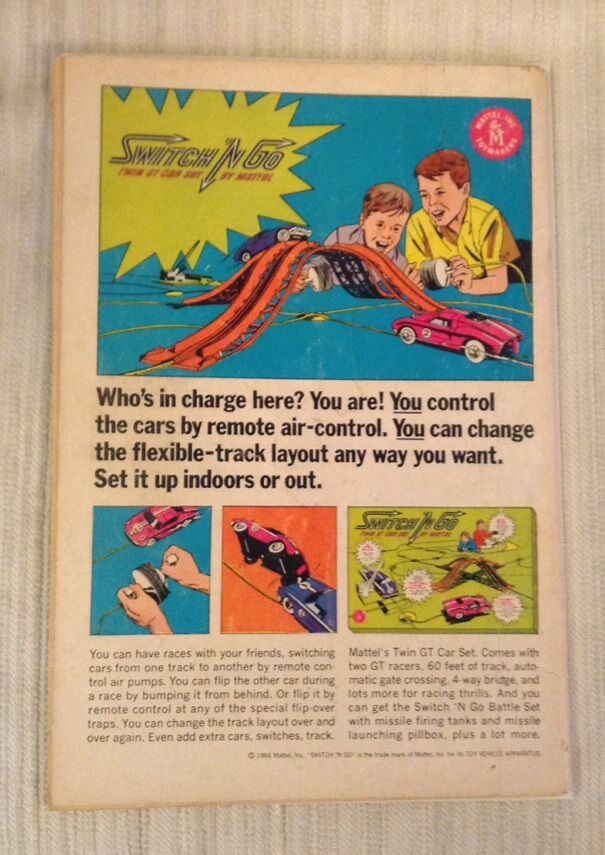 SWITCH 'N GO
TWIN GT CAR SET BY MATTEL
MATTEL, INC.
M
TOYMAKERS
2
Who's in charge here? You are! You control
the cars by remote air-control. You can change
the flexible-track layout any way you want.
Set it up indoors or out.
SWITCH 'N GO
TWIN GT CAR SET BY MATTEL
You can have races with your friends, switching
cars from one track to another by remote con-
trol air pumps. You can flip the other car during
a race by bumping it from behind. Or flip it by
remote control at any of the special flip-over
traps. You can change the track layout over and
over again. Even add extra cars, switches, track.
Mattel's Twin GT Car Set. Comes with
two GT racers, 60 feet of track, auto-
matic gate crossing, 4-way bridge, and
lots more for racing thrills. And you
can get the Switch 'N Go Battle Set
with missile firing tanks and missile
launching pillbox, plus a lot more.
© 1966 Mattel, Inc. "SWITCH 'N GO" is the trade mark of Mattel, Inc. for its TOY VEHICLE APPARATUS